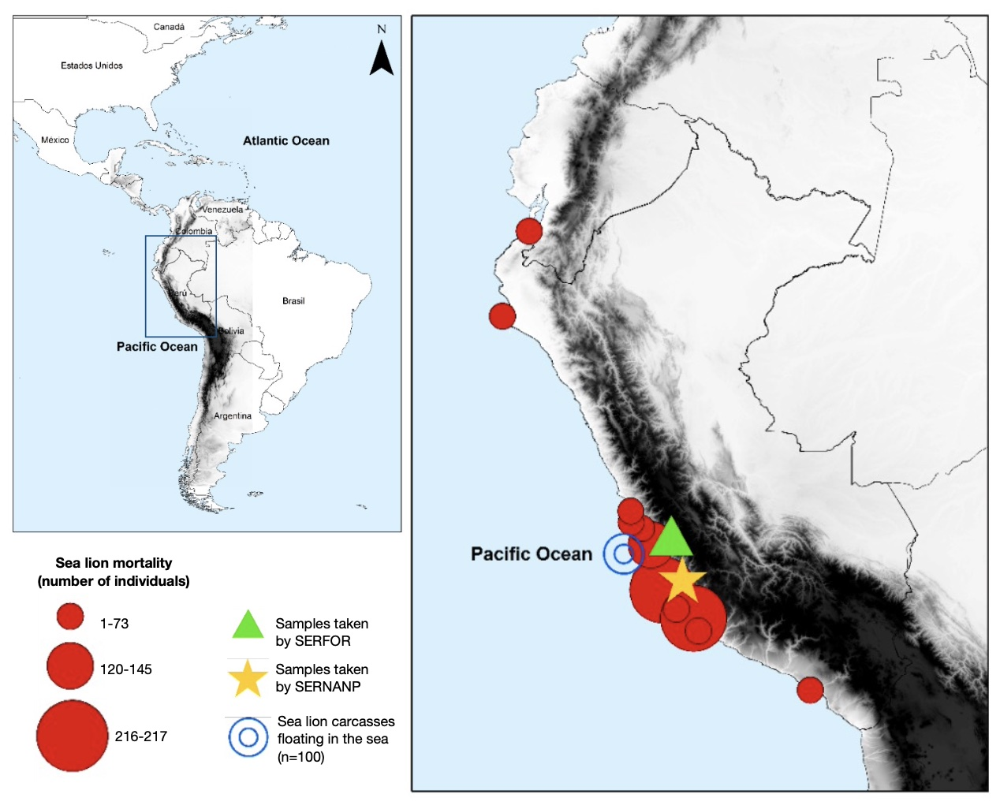 Canadá
N
Estados Unidos
Atlantic Ocean
México
Venezuela
Colombia
Perú
Brasil
Bolivia
Pacific Ocean
Argentina
Pacific Ocean
Sea lion mortality
(number of individuals)
1-73
120-145
216-217
Samples taken
by SERFOR
Samples taken
by SERNANP
Sea lion carcasses
floating in the sea
(n=100)